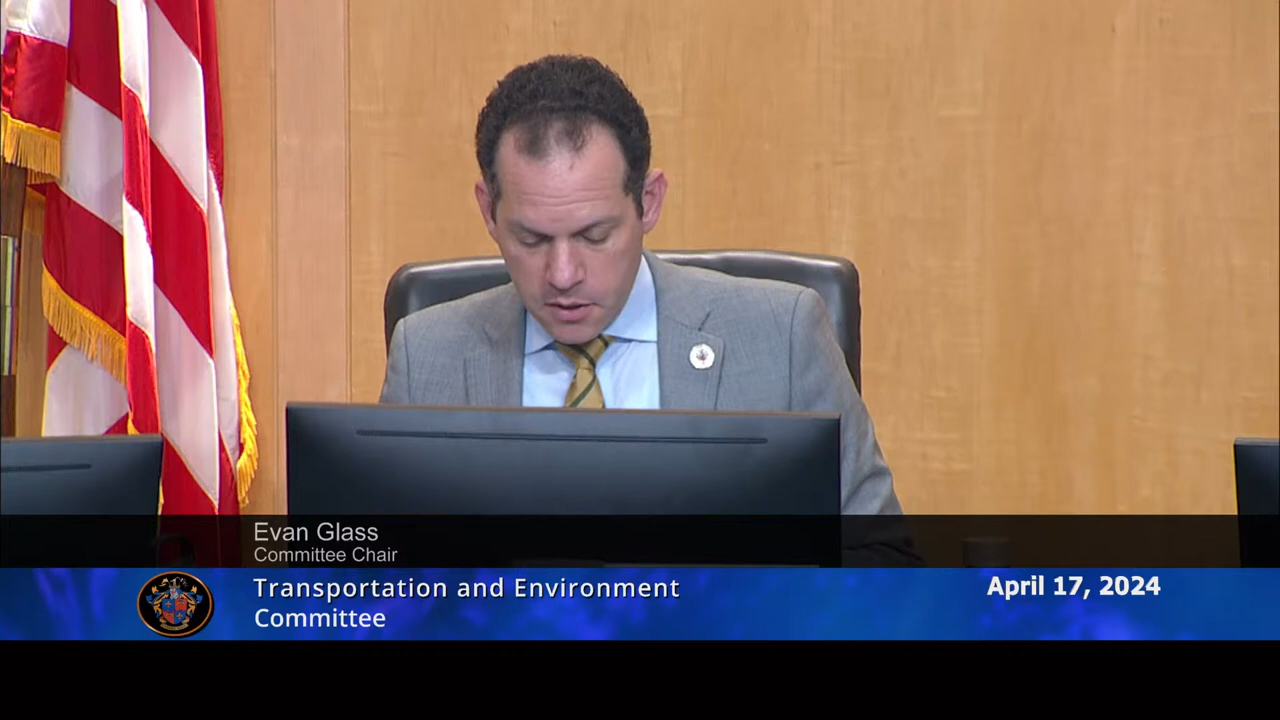 Evan Glass
Committee Chair
Transportation and Environment
Committee
April 17, 2024